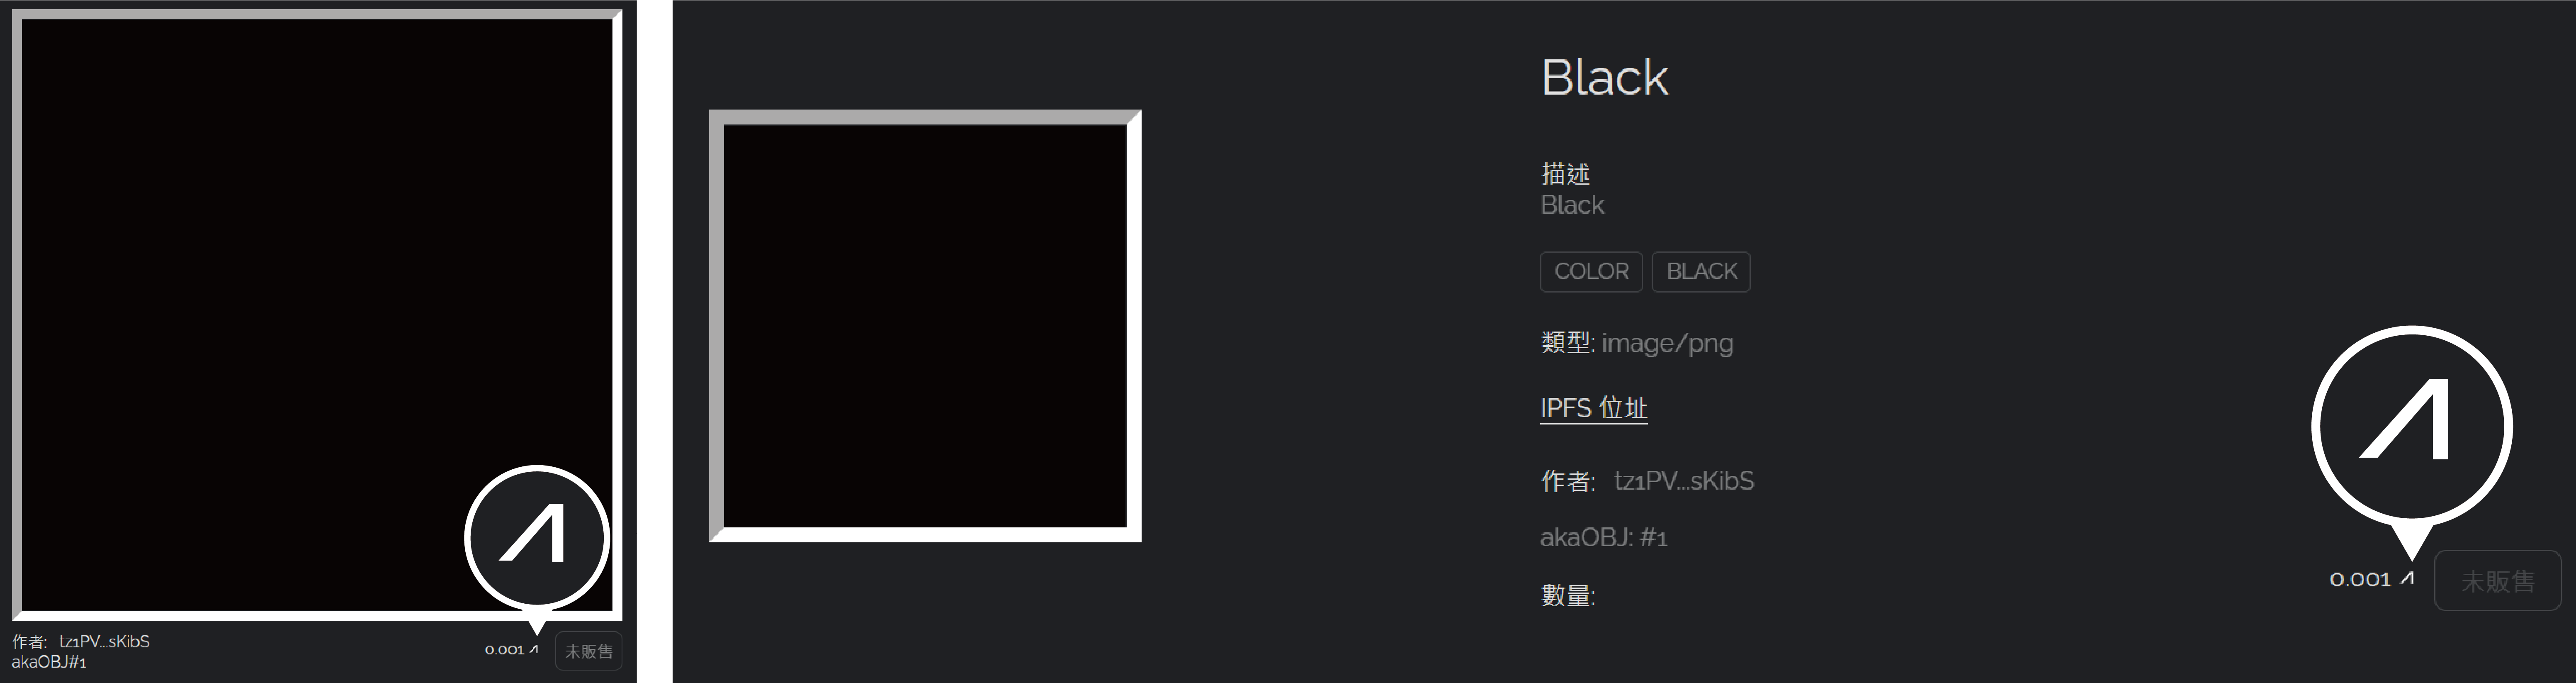 作者: tz1PV...sKibS
akaOBJ#1
0.001
未販售
Black
描述
Black
COLOR BLACK
類型: image/png
IPFS 位址
作者: tz1PV...sKibS
akaOBJ: #1
數量:
0.001
未販售